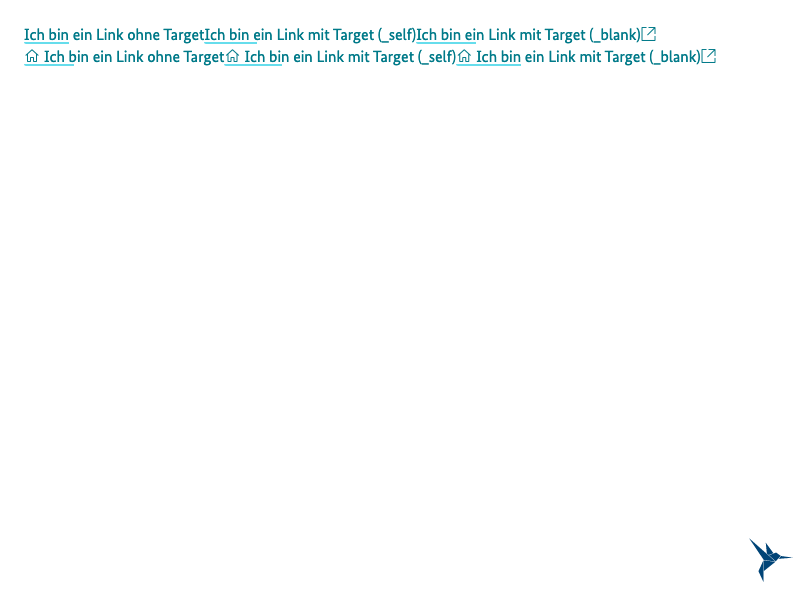 Ich bin ein Link ohne TargetIch bin ein Link mit Target (_self)Ich bin ein Link mit Target (_blank)
Ich bin ein Link ohne Target Ich bin ein Link mit Target (_self) Ich bin ein Link mit Target (_blank)